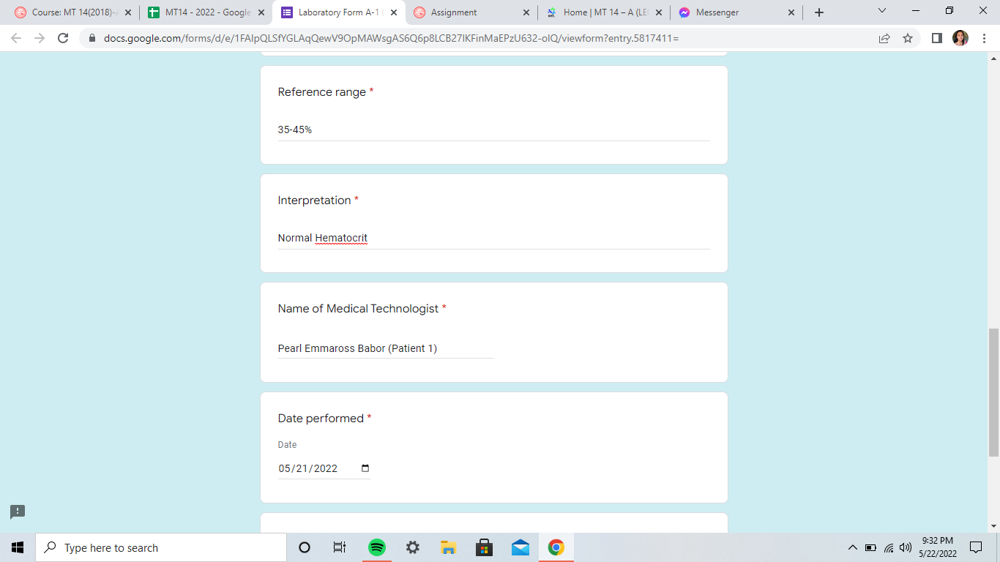 Course: MT 14(2018)-
MT14 - 2022 - Google
Laboratory Form A-1
Assignment
Home | MT 14 – A (LE
Messenger
docs.google.com/forms/d/e/1FAIpQLSfYGLAqQewV9OpMAWsgAS6Q6p8LCB27IKFinMaEPzU632-oIQ/viewform?entry.5817411=
Reference range *
35-45%
Interpretation *
Normal Hematocrit
Name of Medical Technologist *
Pearl Emmaross Babor (Patient 1)
Date performed *
Date
05/21/2022
Type here to search
9:32 PM
5/22/2022